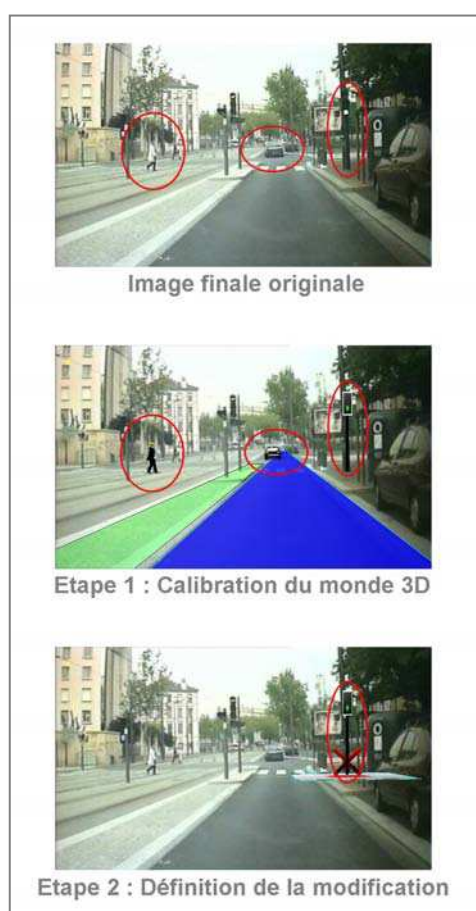 Image finale originale
Etape 1 : Calibration du monde 3D
Etape 2 : Définition de la modification